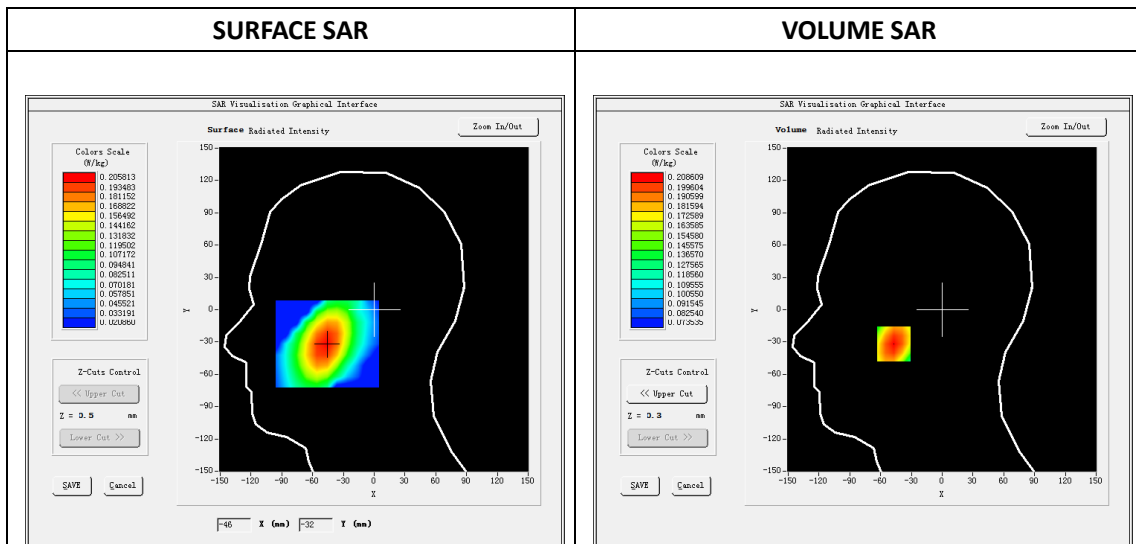 SURFACE SAR
VOLUME SAR
SAR Visualisation Graphical Interface
Surface Radiated Intensity
Zoom In/Out
Colors Scale
(W/kg)
0.205813
0.193483
0.181152
0.168822
0.156492
0.144162
0.131832
0.119502
0.107172
0.094841
0.082511
0.070181
0.057851
0.045521
0.033191
0.020860
Z-Cuts Control
<< Upper Cut
Z = 0.5 mm
Lower Cut >>
SAVE
Cancel
150
120
90
60
30
0
-30
-60
-90
-120
-150
Y
-150 -120 -90 -60 -30 0 30 60 90 120 150
X
-46 X (mm) -32 Y (mm)
SAR Visualisation Graphical Interface
Volume Radiated Intensity
Zoom In/Out
Colors Scale
(W/kg)
0.208609
0.199604
0.190599
0.181594
0.172589
0.163585
0.154580
0.145575
0.136570
0.127565
0.118560
0.109555
0.100550
0.091545
0.082540
0.073535
Z-Cuts Control
<< Upper Cut
Z = 0.3 mm
Lower Cut >>
SAVE
Cancel
150
120
90
60
30
0
-30
-60
-90
-120
-150
Y
-150 -120 -90 -60 -30 0 30 60 90 120 150
X